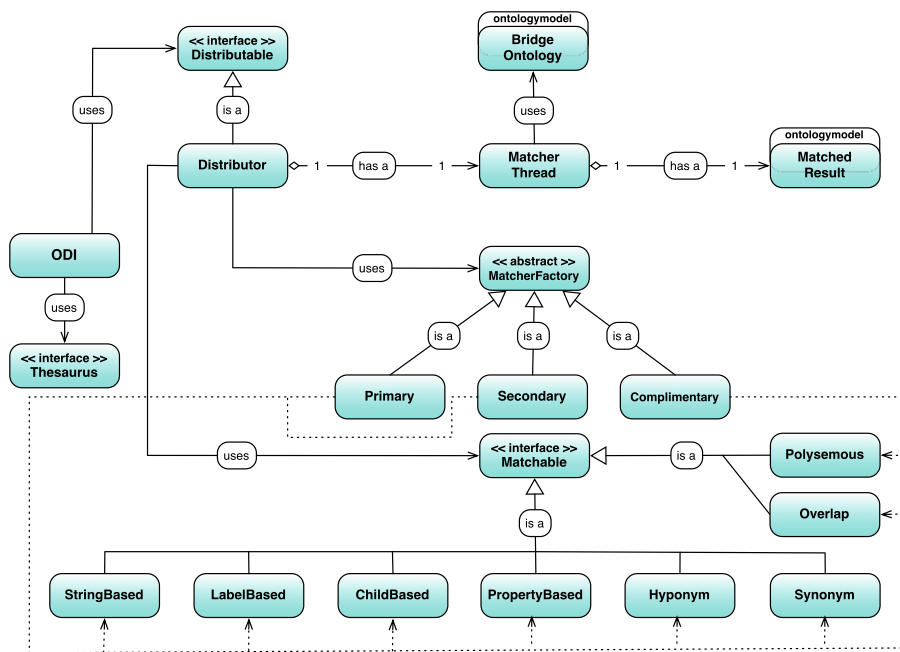 ontologymodel
<< interface >>
Distributable
Bridge
Ontology
uses
is a
uses
ontologymodel
Distributor
1
has a
1
Matcher
Thread
1
has a
1
Matched
Result
ODI
<< abstract >>
MatcherFactory
uses
uses
<< interface >>
Thesaurus
is a
is a
is a
Primary
Secondary
Complimentary
<< interface >>
Matchable
uses
is a
Polysemous
Overlap
is a
StringBased
LabelBased
ChildBased
PropertyBased
Hyponym
Synonym